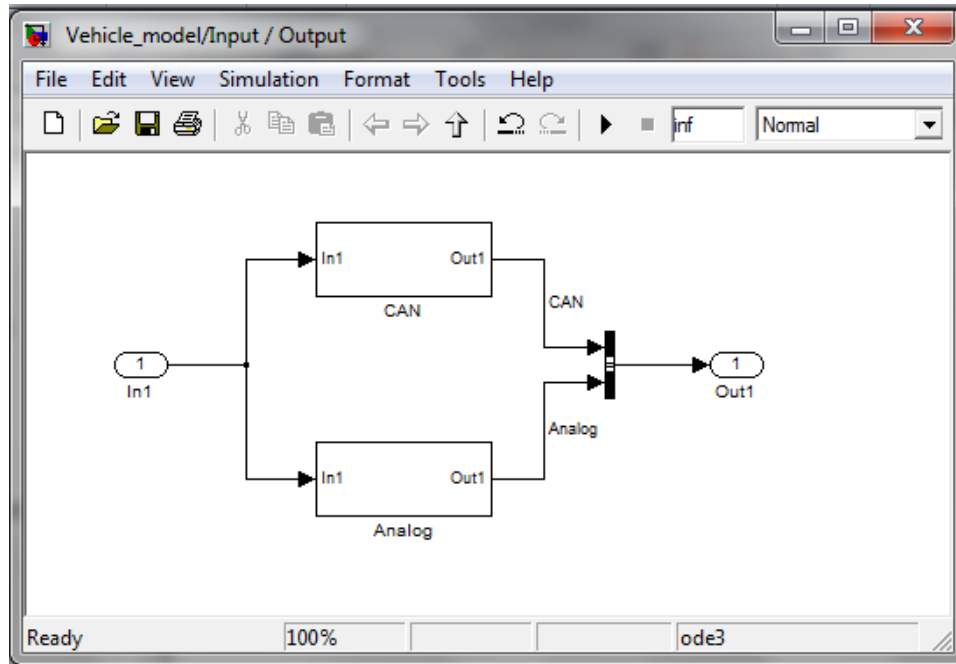 Vehicle_model/Input / Output
File Edit View Simulation Format Tools Help
inf Normal
In1 Out1
CAN
CAN
1
In1
1
Out1
Analog
In1 Out1
Analog
Ready 100% ode3